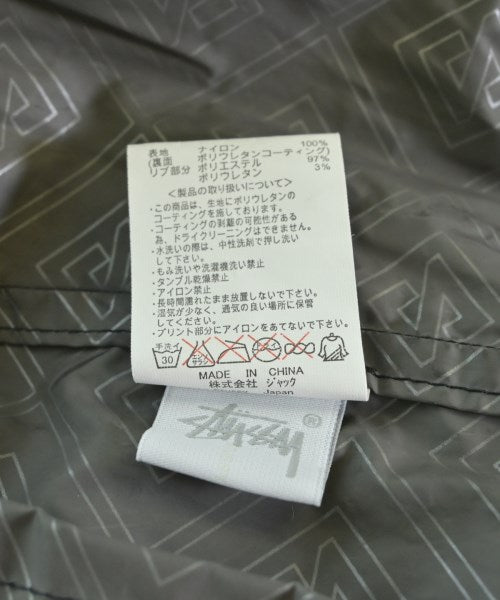 表地 ナイロン 100%
(裏面 ポリウレタンコーティング)
リブ部分 ポリエステル 97%
ポリウレタン 3%
<製品の取り扱いについて>
・この商品は、生地にポリウレタンの
コーティングを施しております。
・コーティングの剥離の可能性がある
為、ドライクリーニングはできません。
・水洗いの際は、中性洗剤で押し洗い
して下さい。
・もみ洗いや洗濯機洗い禁止
・タンブル乾燥禁止
・アイロン禁止
・長時間濡れたまま放置しないで下さい。
・湿気が少なく、通気の良い場所に保管
してください。
・プリント部分にアイロンをあてないで下さい。
手洗イ
30
MADE IN CHINA
株式会社 ジャック
Japan
STUSSY ®